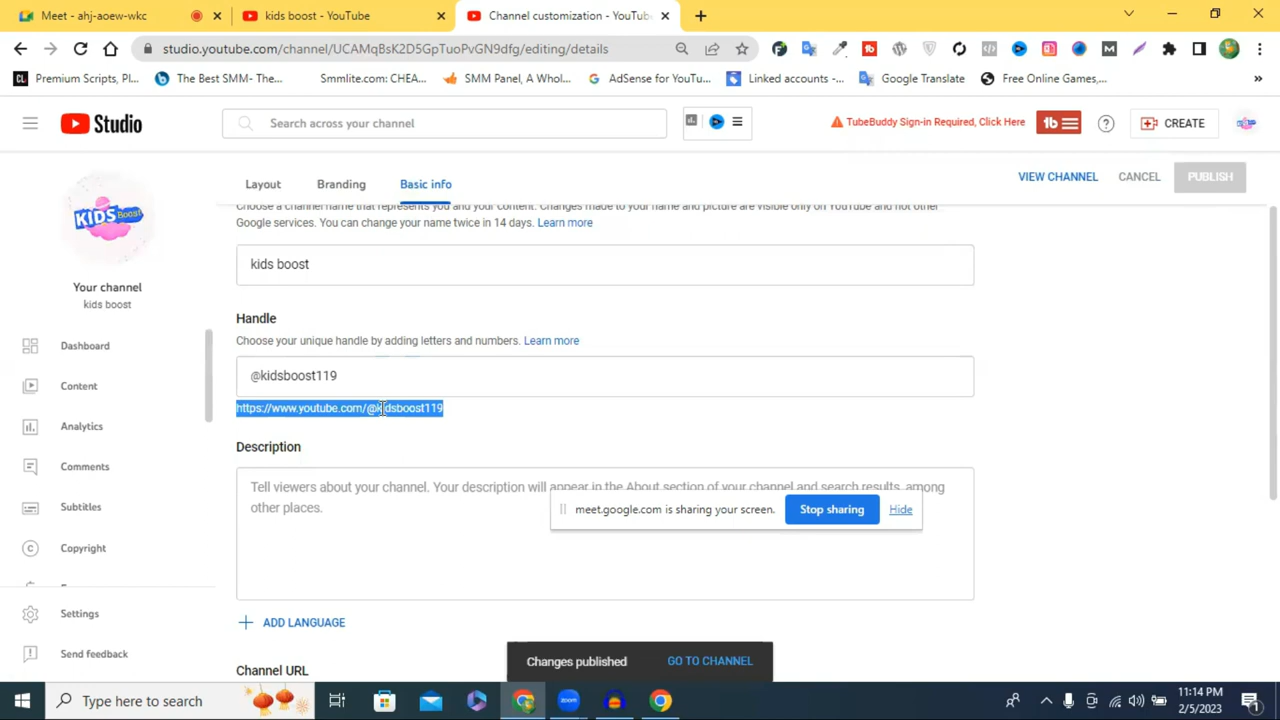 Meet - ahj-aoew-wkc
kids boost - YouTube
Channel customization - YouTube
studio.youtube.com/channel/UCAMqBsK2D5GpTuoPvGN9dfg/editing/details
Premium Scripts, Pl...
The Best SMM- The...
Smmlite.com: CHEA...
SMM Panel, A Whol...
AdSense for YouTu...
Linked accounts -...
Google Translate
Free Online Games,...
»
Studio
Search across your channel
TubeBuddy Sign-in Required, Click Here
tb
CREATE
Layout
Branding
Basic info
VIEW CHANNEL
CANCEL
PUBLISH
Choose a channel name that represents you and your content. Changes made to your name and picture are visible only on YouTube and not other
Google services. You can change your name twice in 14 days. Learn more
KIDS Boost
kids boost
Your channel
kids boost
Handle
Choose your unique handle by adding letters and numbers. Learn more
@kidsboost119
https://www.youtube.com/@kidsboost119
Dashboard
Content
Analytics
Comments
Subtitles
Copyright
Settings
Send feedback
Description
Tell viewers about your channel. Your description will appear in the About section of your channel and search results, among
other places.
meet.google.com is sharing your screen.
Stop sharing
Hide
ADD LANGUAGE
Changes published
GO TO CHANNEL
Channel URL
Type here to search
zoom
11:14 PM
2/5/2023
1